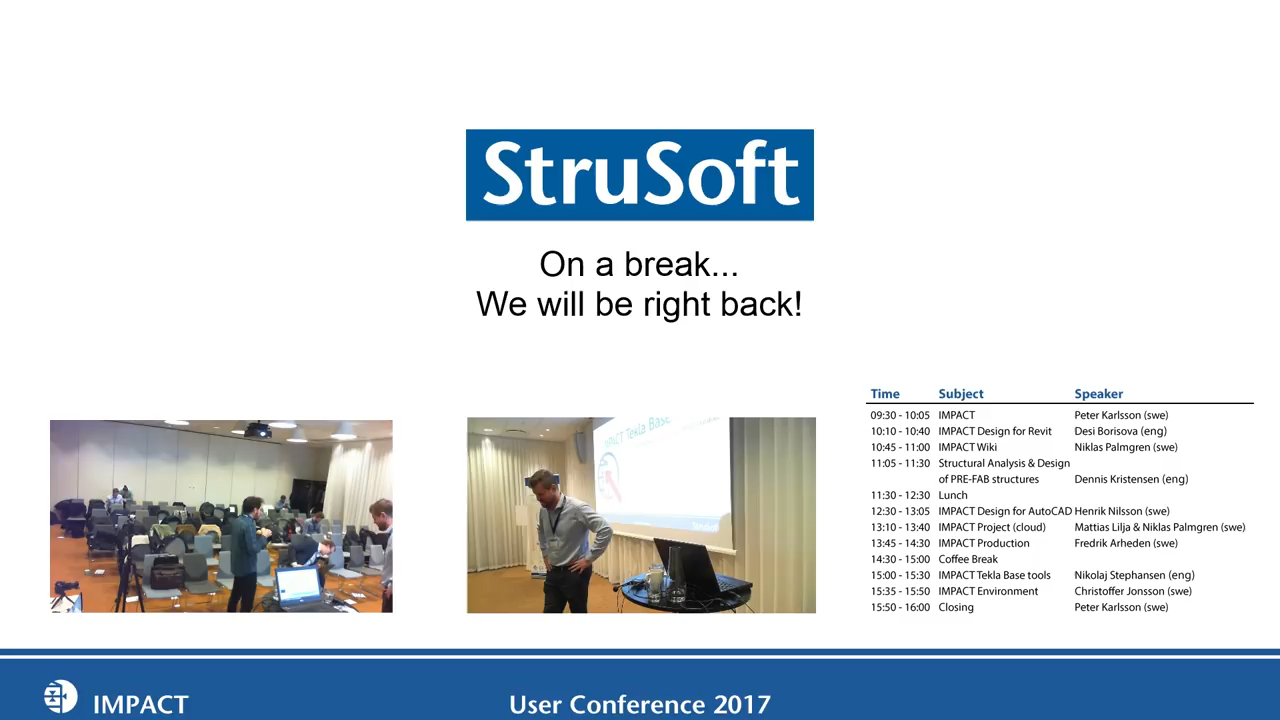 StruSoft
On a break...
We will be right back!
Time Subject Speaker
09:30 - 10:05 IMPACT Peter Karlsson (swe)
10:10 - 10:40 IMPACT Design for Revit Desi Borisova (eng)
10:45 - 11:00 IMPACT Wiki Niklas Palmgren (swe)
11:05 - 11:30 Structural Analysis & Design
of PRE-FAB structures Dennis Kristensen (eng)
11:30 - 12:30 Lunch
12:30 - 13:05 IMPACT Design for AutoCAD Henrik Nilsson (swe)
13:10 - 13:40 IMPACT Project (cloud) Mattias Lilja & Niklas Palmgren (swe)
13:45 - 14:30 IMPACT Production Fredrik Arheden (swe)
14:30 - 15:00 Coffee Break
15:00 - 15:30 IMPACT Tekla Base tools Nikolaj Stephansen (eng)
15:35 - 15:50 IMPACT Environment Christoffer Jonsson (swe)
15:50 - 16:00 Closing Peter Karlsson (swe)
IMPACT Tekla Base
StruSoft
IMPACT
User Conference 2017